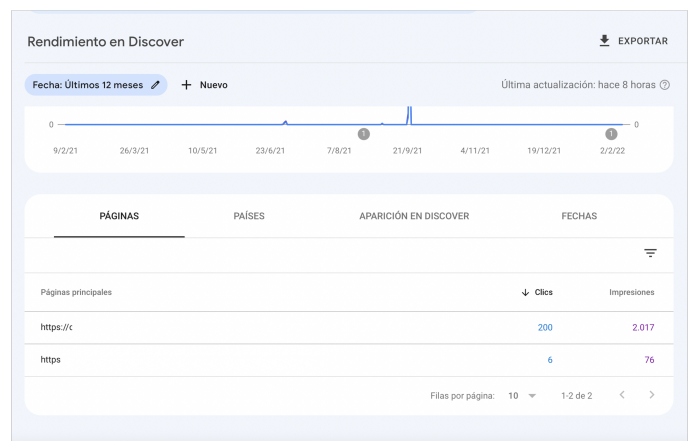 Rendimiento en Discover
EXPORTAR
Fecha: Últimos 12 meses
+ Nuevo
Última actualización: hace 8 horas
0
0
1
1
9/2/21 26/3/21 10/5/21 23/6/21 7/8/21 21/9/21 4/11/21 19/12/21 2/2/22
PÁGINAS PAÍSES APARICIÓN EN DISCOVER FECHAS
Páginas principales Clics Impresiones
https://c 200 2.017
https 6 76
Filas por página: 10 1-2 de 2